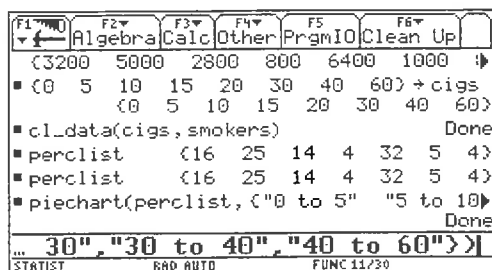 F1 F2 F3 F4 F5 F6
Algebra Calc Other PrgmIO Clean Up
{3200 5000 2800 800 6400 1000
▪ {0 5 10 15 20 30 40 60} → cigs
{0 5 10 15 20 30 40 60}
▪ cl_data(cigs,smokers) Done
▪ perclist {16 25 14 4 32 5 4}
▪ perclist {16 25 14 4 32 5 4}
▪ piechart(perclist,{"0 to 5" "5 to 10▶
Done
… 30","30 to 40","40 to 60"})
STATIST RAD AUTO FUNC 11/30